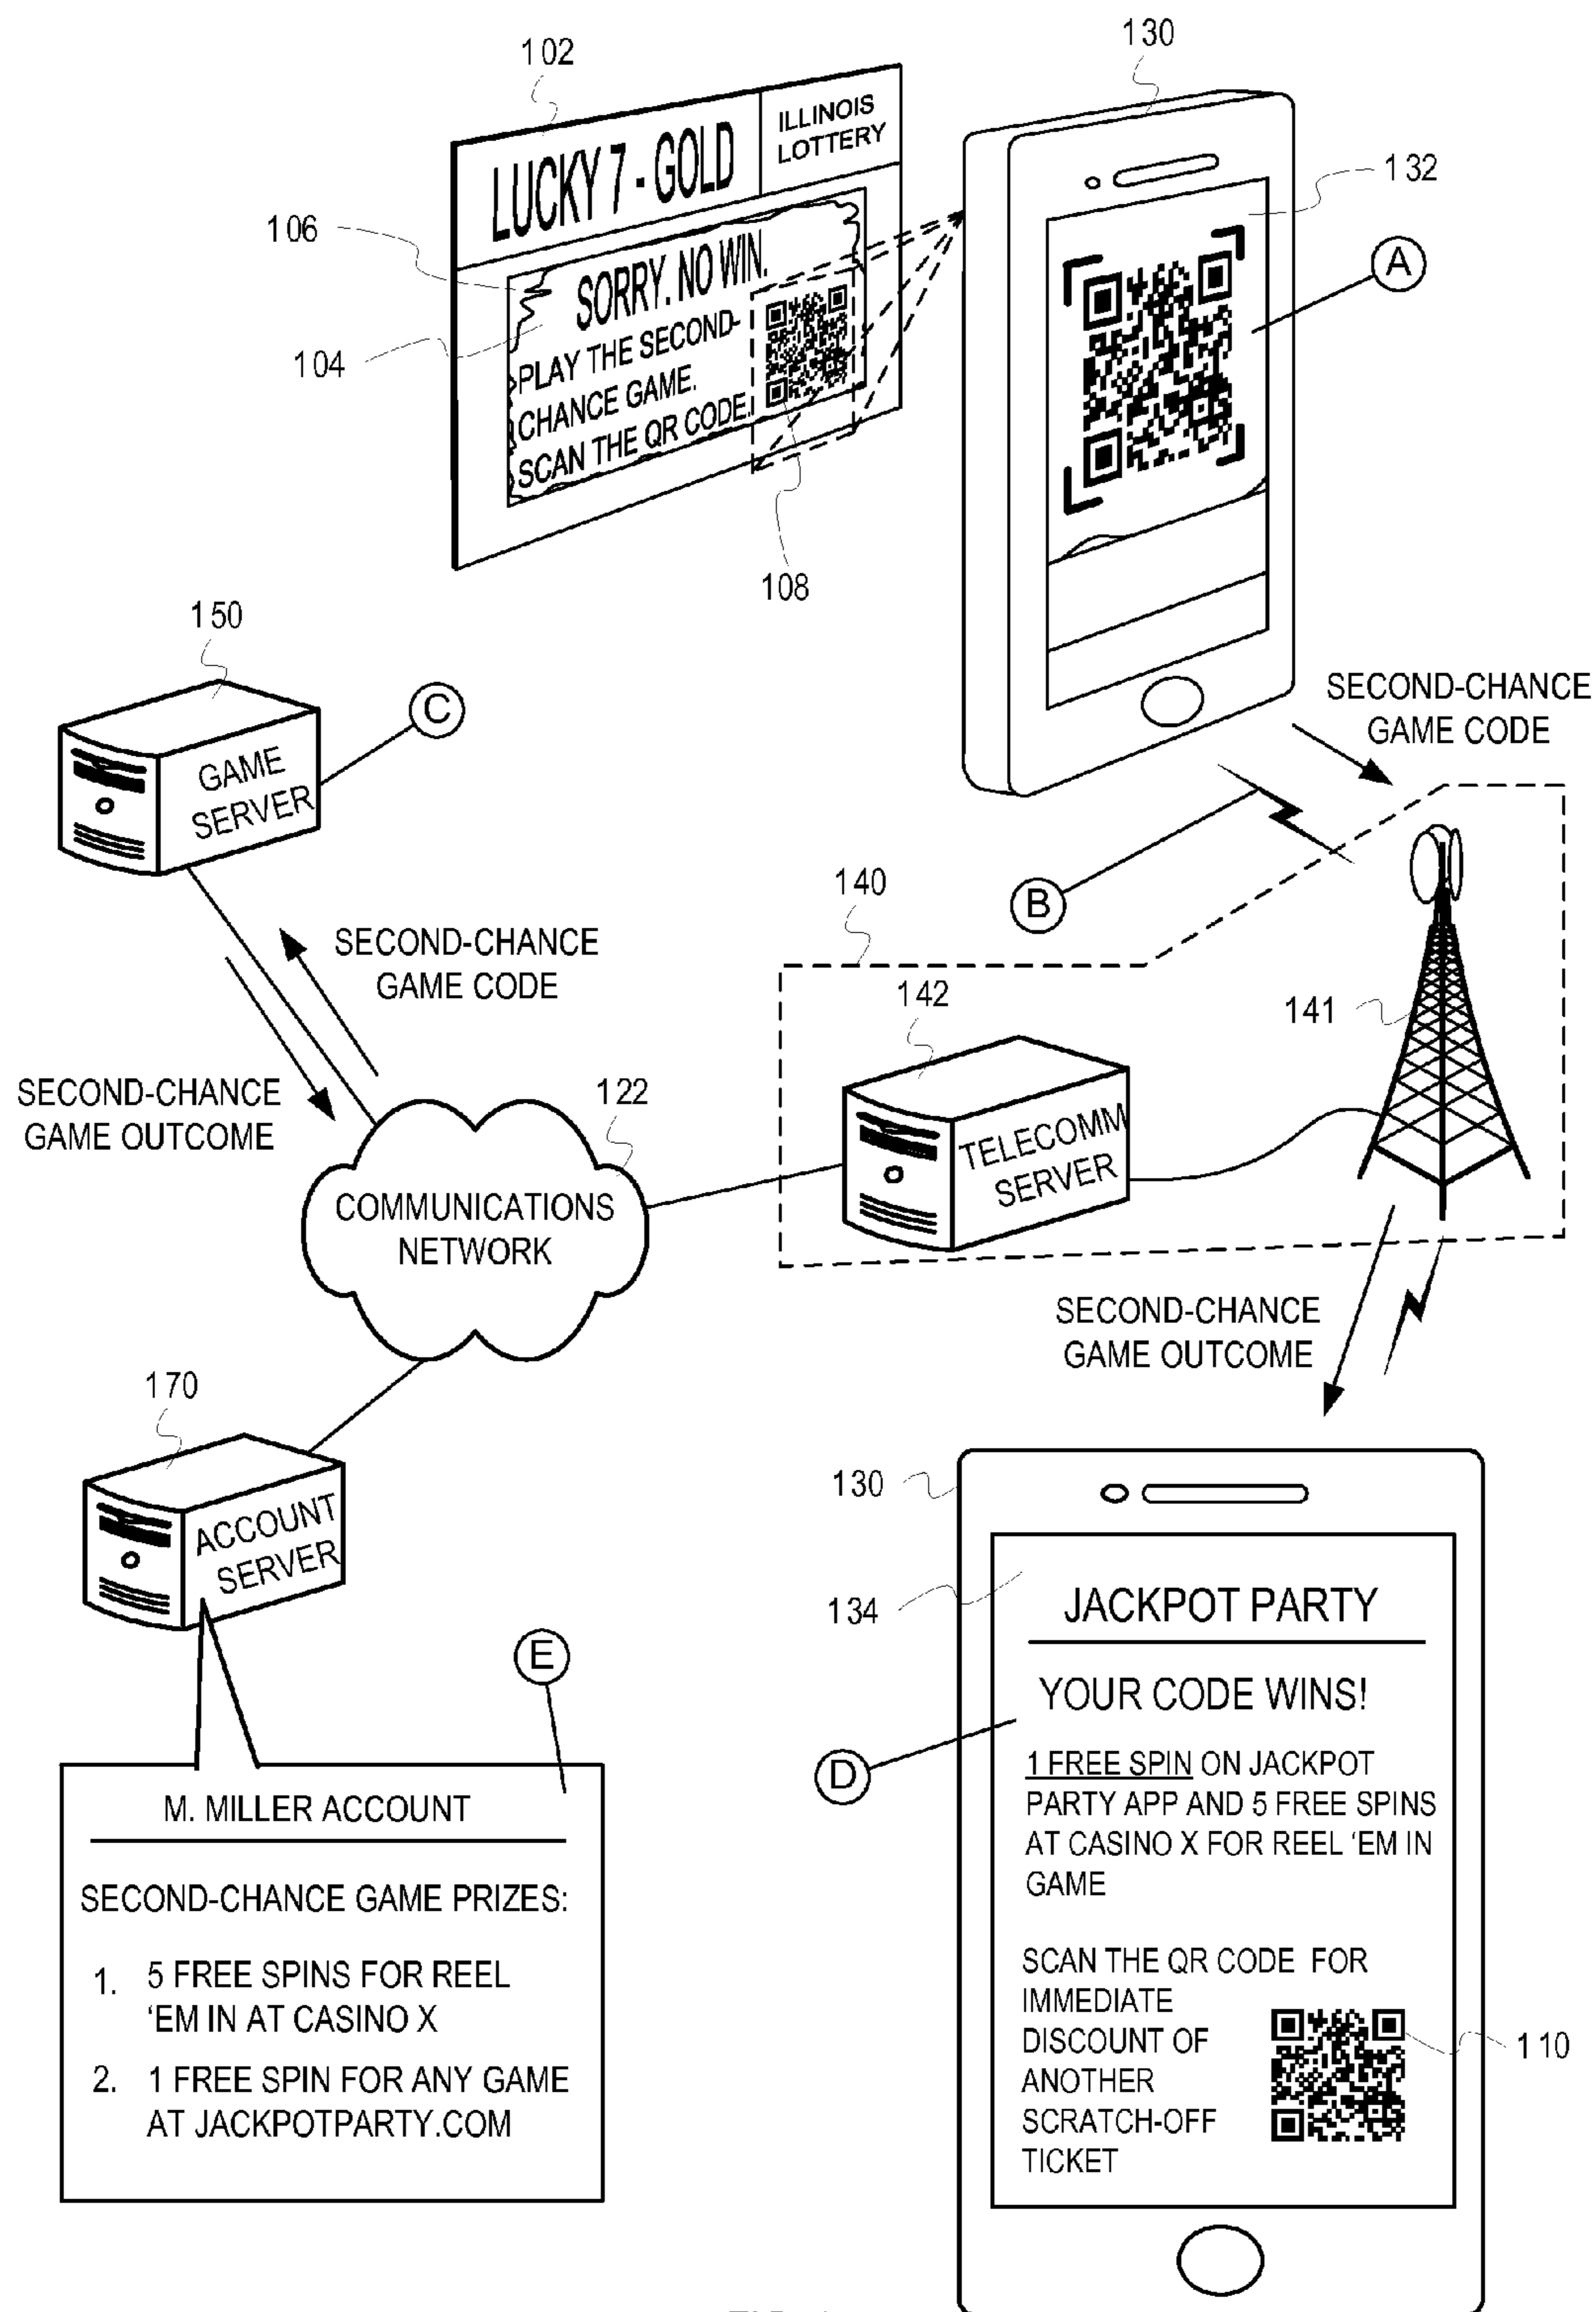 102
130
LUCKY 7 - GOLD
ILLINOIS
LOTTERY
132
106
A
SORRY. NO WIN.
104
PLAY THE SECOND-
CHANCE GAME.
SCAN THE QR CODE.
108
150
C
GAME
SERVER
SECOND-CHANCE
GAME CODE
B
140
SECOND-CHANCE
GAME CODE
142
141
SECOND-CHANCE
GAME OUTCOME
122
TELECOMM
SERVER
COMMUNICATIONS
NETWORK
SECOND-CHANCE
GAME OUTCOME
170
ACCOUNT
SERVER
130
134
JACKPOT PARTY
E
YOUR CODE WINS!
D
1 FREE SPIN ON JACKPOT
PARTY APP AND 5 FREE SPINS
AT CASINO X FOR REEL ‘EM IN
GAME
M. MILLER ACCOUNT
SECOND-CHANCE GAME PRIZES:
1. 5 FREE SPINS FOR REEL
‘EM IN AT CASINO X
2. 1 FREE SPIN FOR ANY GAME
AT JACKPOTPARTY.COM
SCAN THE QR CODE FOR
IMMEDIATE
DISCOUNT OF
ANOTHER
SCRATCH-OFF
TICKET
110